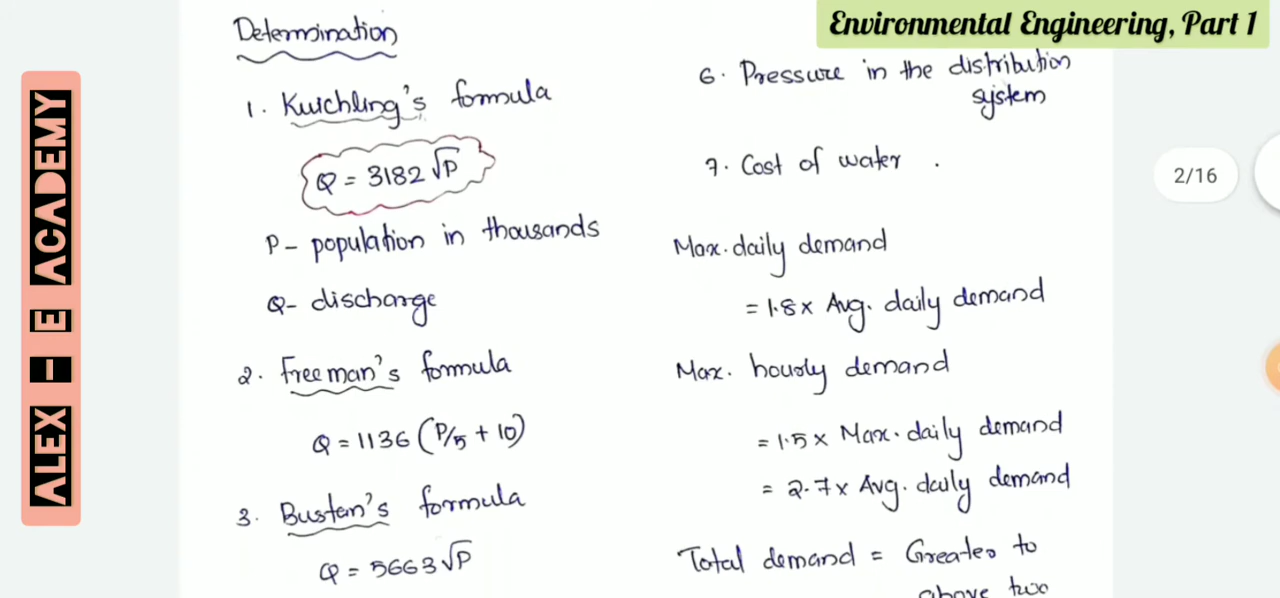 Environmental Engineering, Part 1
ALEX - E ACADEMY
Determination
1. Kuichling's formula
Q = 3182 √P
P - population in thousands
Q - discharge
2. Freeman's formula
Q = 1136 (P/5 + 10)
3. Busten's formula
Q = 5663 √P
6. Pressure in the distribution
system
7. Cost of water .
Max. daily demand
= 1.8 x Avg. daily demand
Max. hourly demand
= 1.5 x Max. daily demand
= 2.7 x Avg. daily demand
Total demand = Greater to
above two
2/16